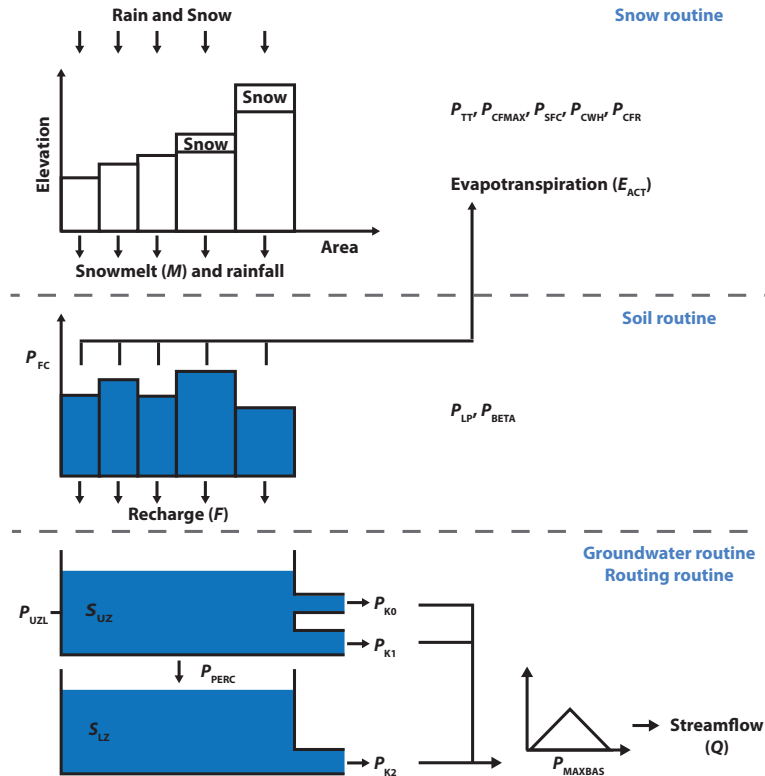 Rain and Snow
Snow routine
Snow
Snow
Elevation
Area
P_TT, P_CFMAX, P_SFC, P_CWH, P_CFR
Evapotranspiration (E_ACT)
Snowmelt (M) and rainfall
Soil routine
P_FC
P_LP, P_BETA
Recharge (F)
Groundwater routine
Routing routine
P_UZL
S_UZ
P_K0
P_K1
P_PERC
S_LZ
P_K2
P_MAXBAS
Streamflow
(Q)